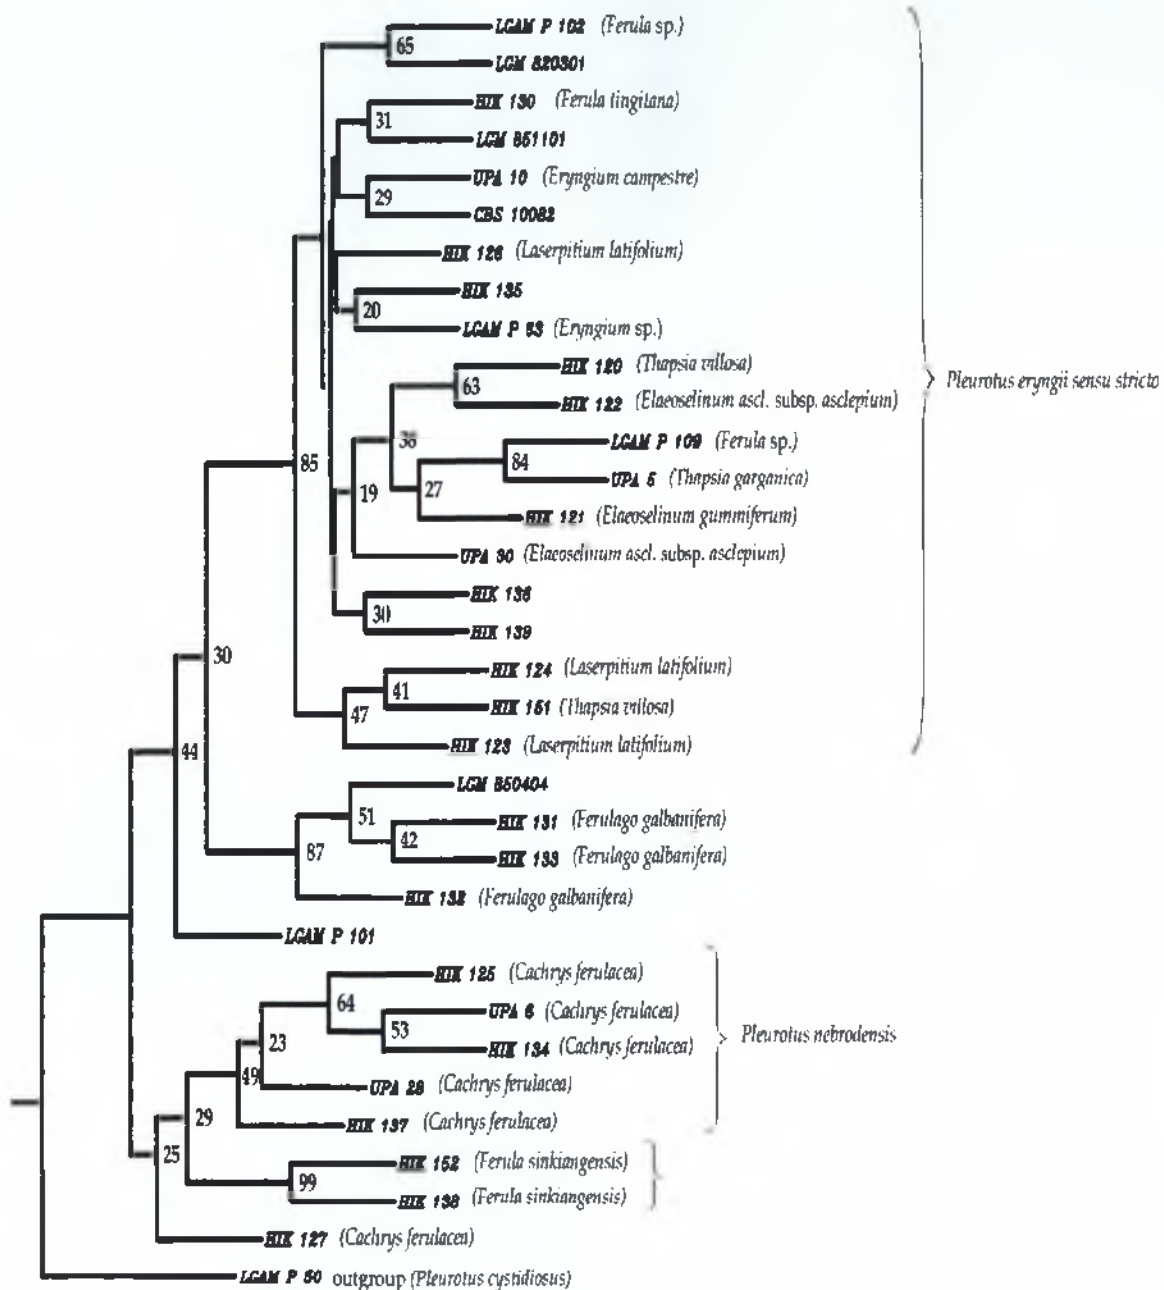 LGAM P 102 (Ferula sp.)
65
LGM 820301
HIK 130 (Ferula tingitana)
31
LGM 851101
UPA 10 (Eryngium campestre)
29
CBS 10082
HIK 126 (Laserpitium latifolium)
HIK 135
20
LGAM P 63 (Eryngium sp.)
HIK 120 (Thapsia villosa)
63
HIK 122 (Elaeoselinum ascl. subsp. asclepium)
Pleurotus eryngii sensu stricto
38
LGAM P 109 (Ferula sp.)
84
UPA 5 (Thapsia garganica)
85
19
27
HIK 121 (Elaeoselinum gummiferum)
UPA 30 (Elaeoselinum ascl. subsp. asclepium)
HIK 136
30
HIK 139
30
HIK 124 (Laserpitium latifolium)
41
HIK 151 (Thapsia villosa)
47
HIK 123 (Laserpitium latifolium)
44
LGM 850404
51
HIK 131 (Ferulago galbanifera)
42
87
HIK 133 (Ferulago galbanifera)
HIK 132 (Ferulago galbanifera)
LGAM P 101
HIK 125 (Cachrys ferulacea)
64
UPA 6 (Cachrys ferulacea)
53
Pleurotus nebrodensis
23
HIK 134 (Cachrys ferulacea)
49
UPA 28 (Cachrys ferulacea)
29
HIK 137 (Cachrys ferulacea)
25
HIK 152 (Ferula sinkiangensis)
99
HIK 138 (Ferula sinkiangensis)
HIK 127 (Cachrys ferulacea)
LGAM P 50 outgroup (Pleurotus cystidiosus)